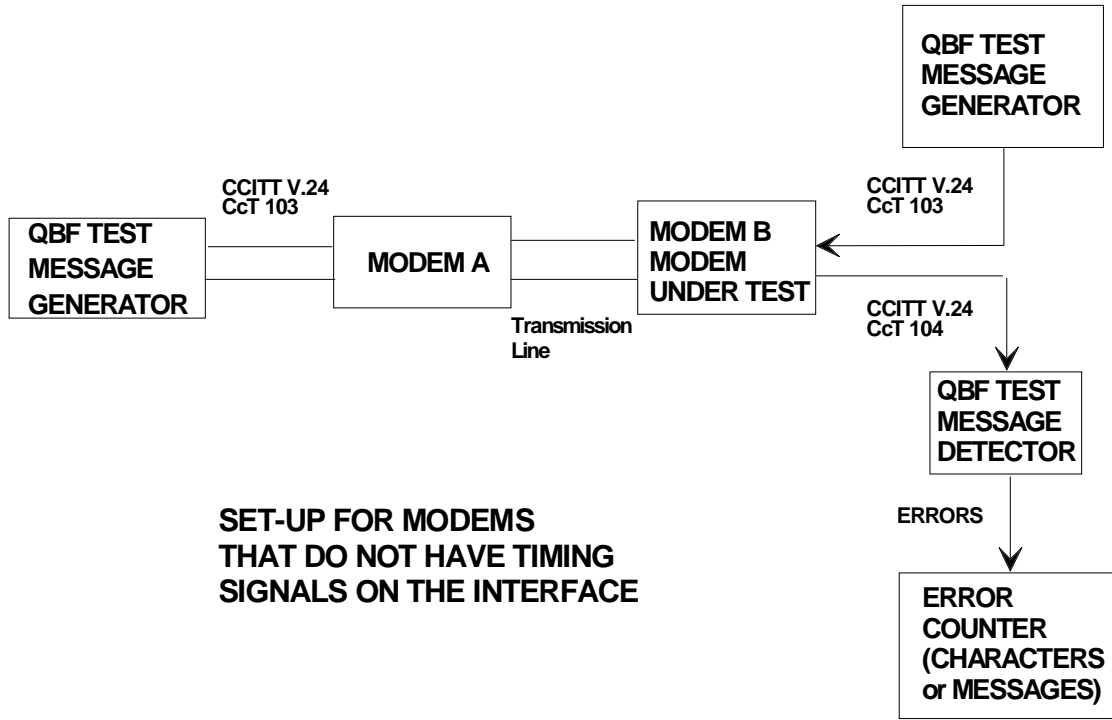 QBF TEST
MESSAGE
GENERATOR
CCITT V.24
CcT 103
CCITT V.24
CcT 103
QBF TEST
MESSAGE
GENERATOR
MODEM A
MODEM B
MODEM
UNDER TEST
Transmission
Line
CCITT V.24
CcT 104
QBF TEST
MESSAGE
DETECTOR
ERRORS
SET-UP FOR MODEMS
THAT DO NOT HAVE TIMING
SIGNALS ON THE INTERFACE
ERROR
COUNTER
(CHARACTERS
or MESSAGES)